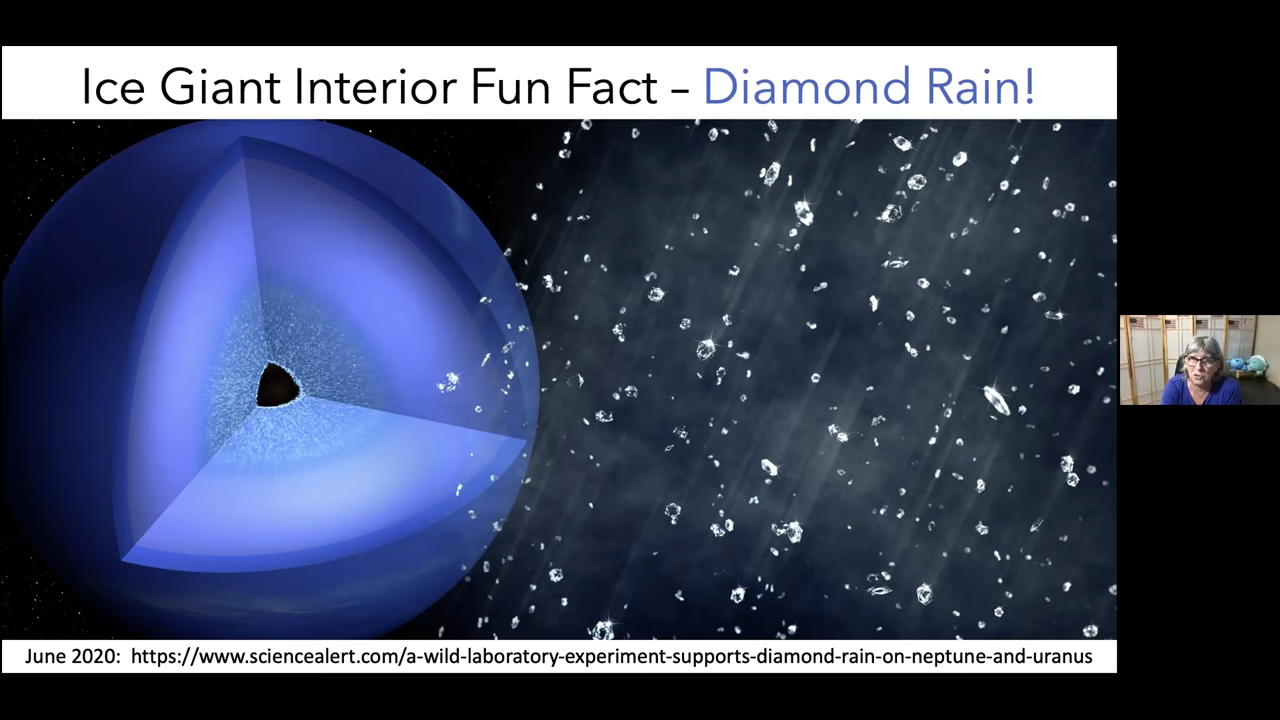 Ice Giant Interior Fun Fact – Diamond Rain!
June 2020: https://www.sciencealert.com/a-wild-laboratory-experiment-supports-diamond-rain-on-neptune-and-uranus